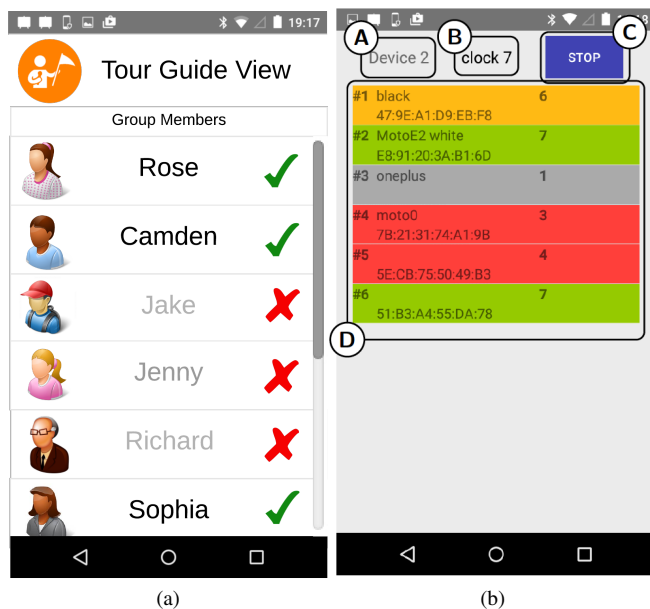 19:17
Tour Guide View
Group Members
Rose
Camden
Jake
Jenny
Richard
Sophia
(a)
A
Device 2
B
clock 7
C
STOP
#1 black 6
47:9E:A1:D9:EB:F8
#2 MotoE2 white 7
E8:91:20:3A:B1:6D
#3 oneplus 1
#4 moto0 3
7B:21:31:74:A1:9B
#5 4
5E:CB:75:50:49:B3
#6 7
51:B3:A4:55:DA:78
D
(b)